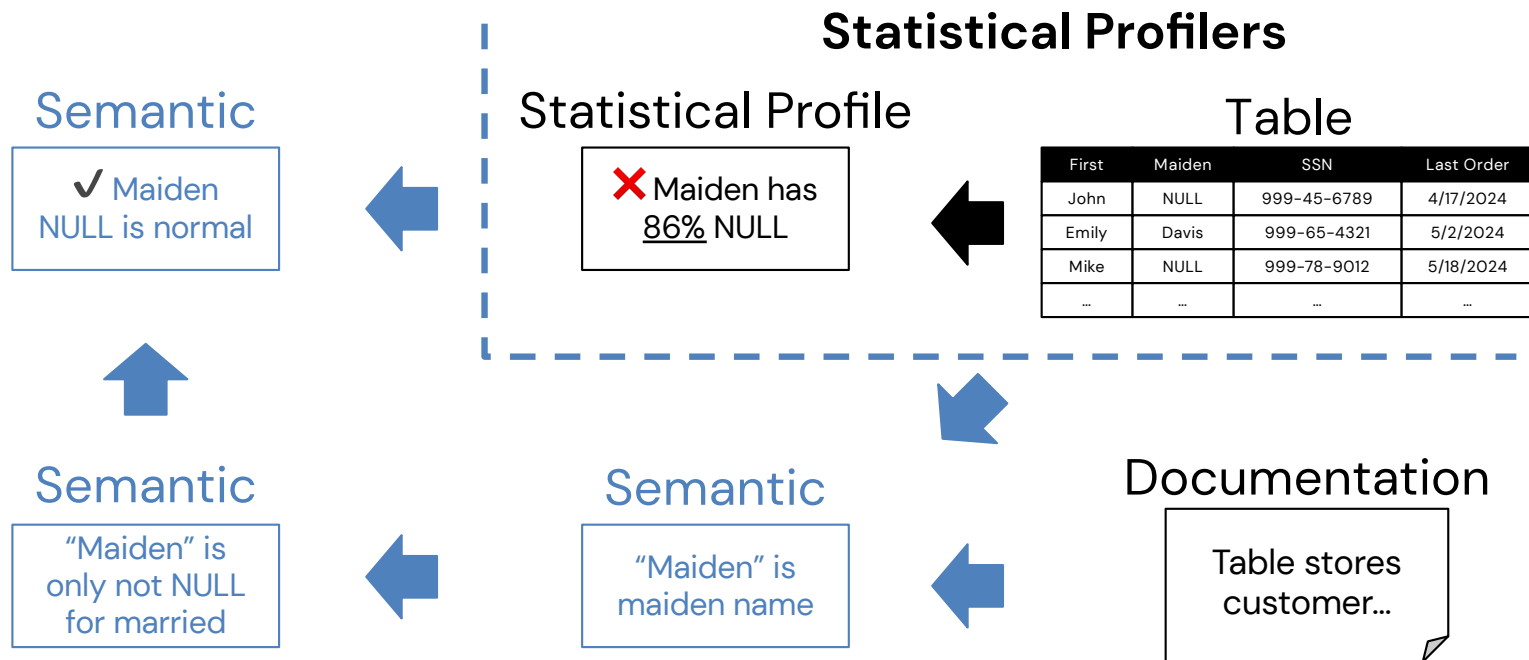 Statistical Profilers
Semantic
✔ Maiden
NULL is normal
Statistical Profile
❌ Maiden has
86% NULL
Table
First Maiden SSN Last Order
John NULL 999-45-6789 4/17/2024
Emily Davis 999-65-4321 5/2/2024
Mike NULL 999-78-9012 5/18/2024
... ... ... ...
Semantic
“Maiden” is
only not NULL
for married
Semantic
“Maiden” is
maiden name
Documentation
Table stores
customer...